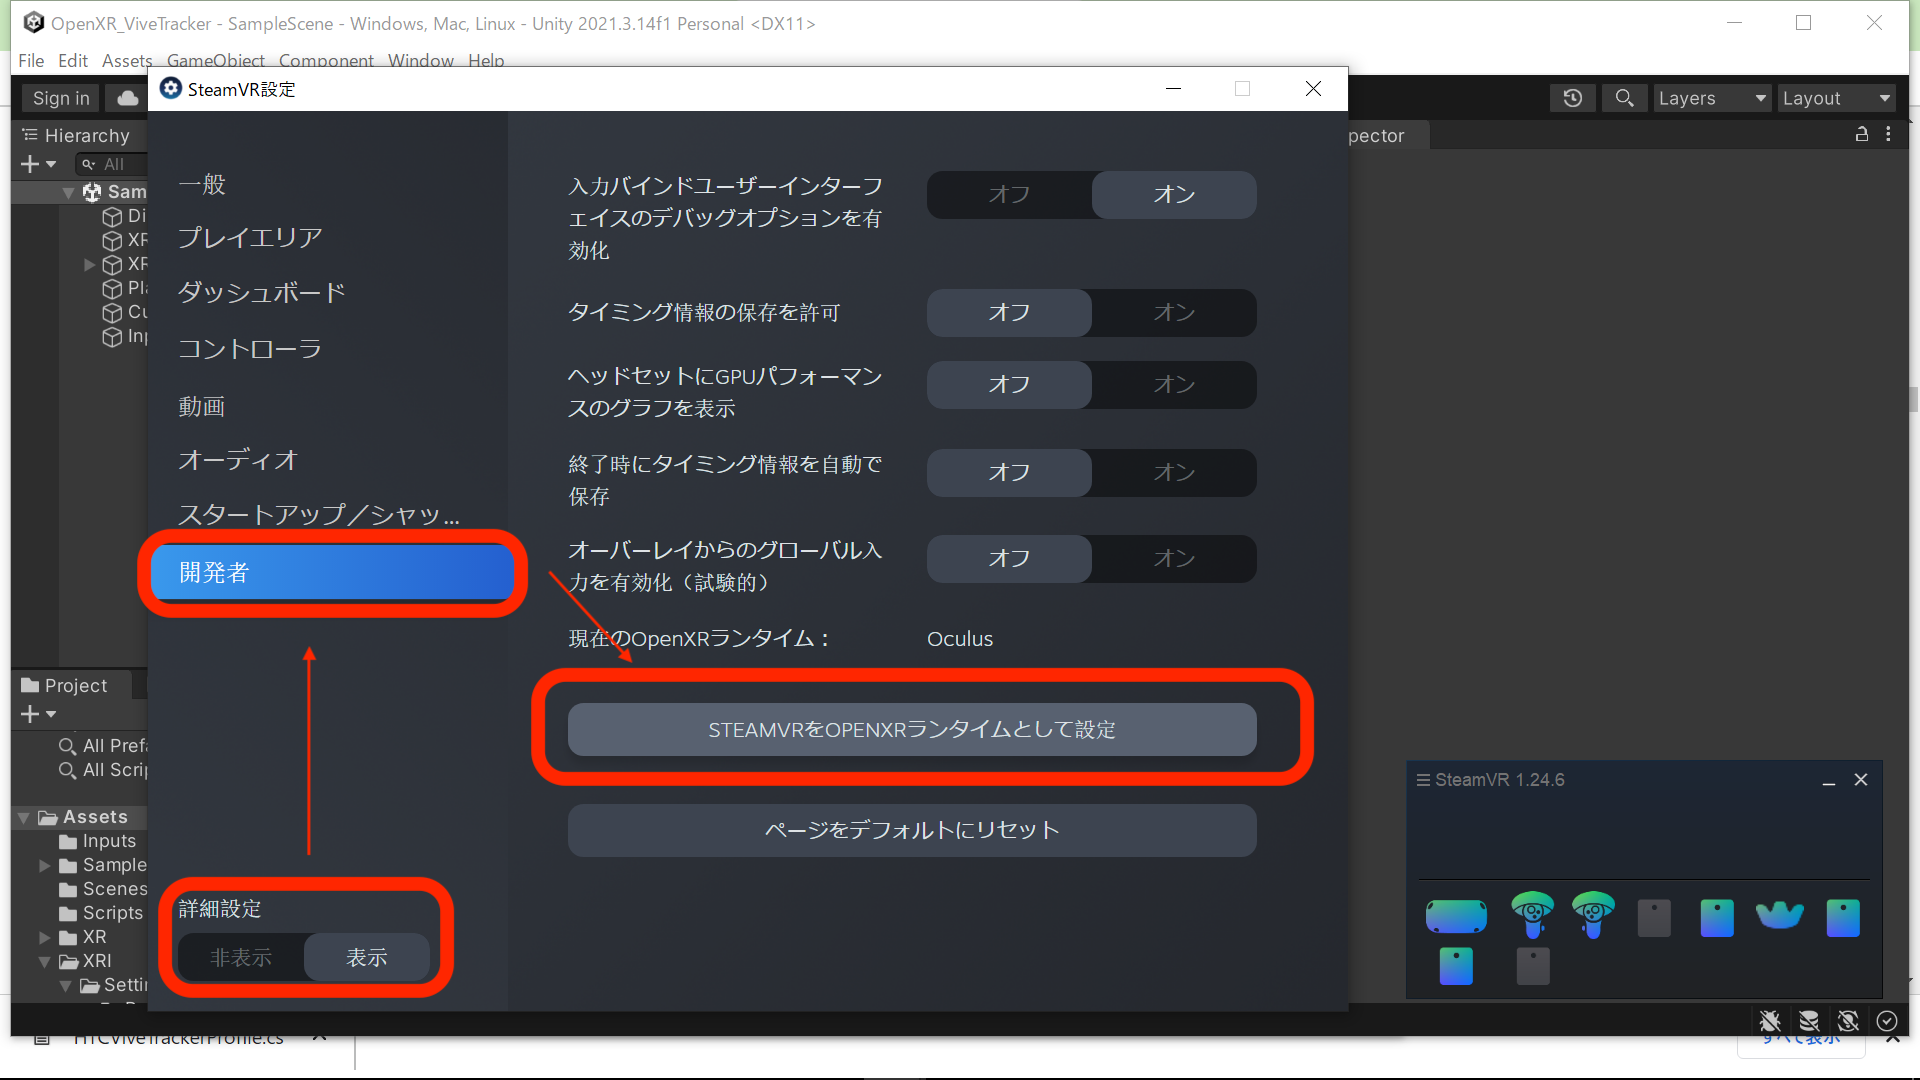 OpenXR_ViveTracker - SampleScene - Windows, Mac, Linux - Unity 2021.3.14f1 Personal <DX11>
File Edit Assets GameObject Component Window Help
Sign in
Layers
Layout
SteamVR設定
Hierarchy
pector
All
Sam
Di
XR
XR
Pla
Cu
Inp
一般
プレイエリア
ダッシュボード
コントローラ
動画
オーディオ
スタートアップ／シャッ...
開発者
詳細設定
非表示 表示
入力バインドユーザーインターフ
ェイスのデバッグオプションを有
効化
オフ オン
タイミング情報の保存を許可
オフ オン
ヘッドセットにGPUパフォーマン
スのグラフを表示
オフ オン
終了時にタイミング情報を自動で
保存
オフ オン
オーバーレイからのグローバル入
力を有効化（試験的）
オフ オン
現在のOpenXRランタイム： Oculus
STEAMVRをOPENXRランタイムとして設定
ページをデフォルトにリセット
Project
All Prefa
All Scrip
Assets
Inputs
Sample
Scenes
Scripts
XR
XRI
Settin
SteamVR 1.24.6
HTCViveTrackerProfile.cs
すべて表示